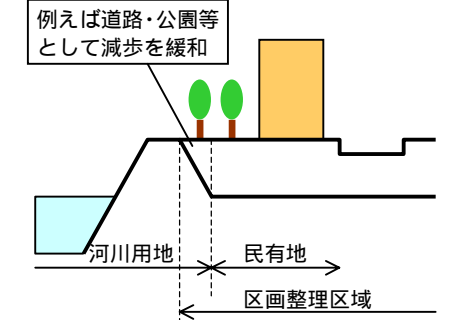 例えば道路・公園等
として減歩を緩和
河川用地
民有地
区画整理区域